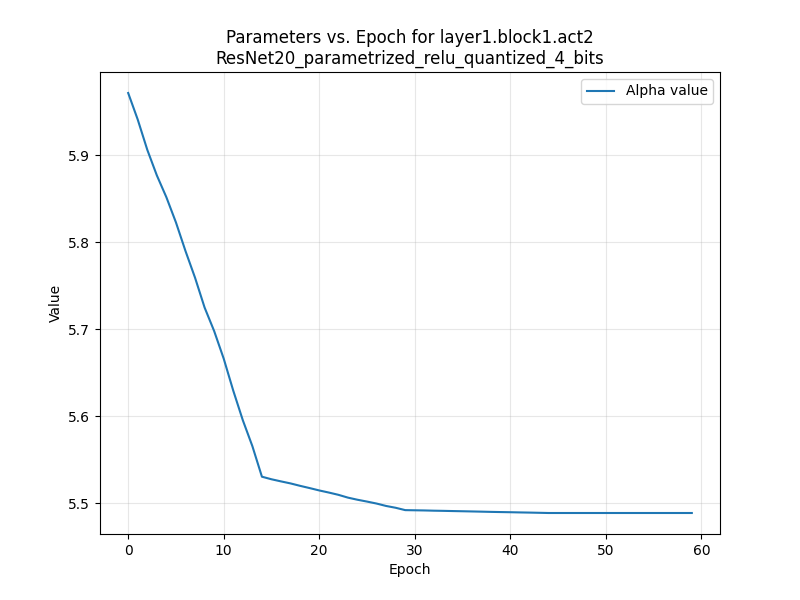 Parameters vs. Epoch for layer1.block1.act2
ResNet20_parametrized_relu_quantized_4_bits
Alpha value
5.9
5.8
5.7
5.6
5.5
Value
0 10 20 30 40 50 60
Epoch